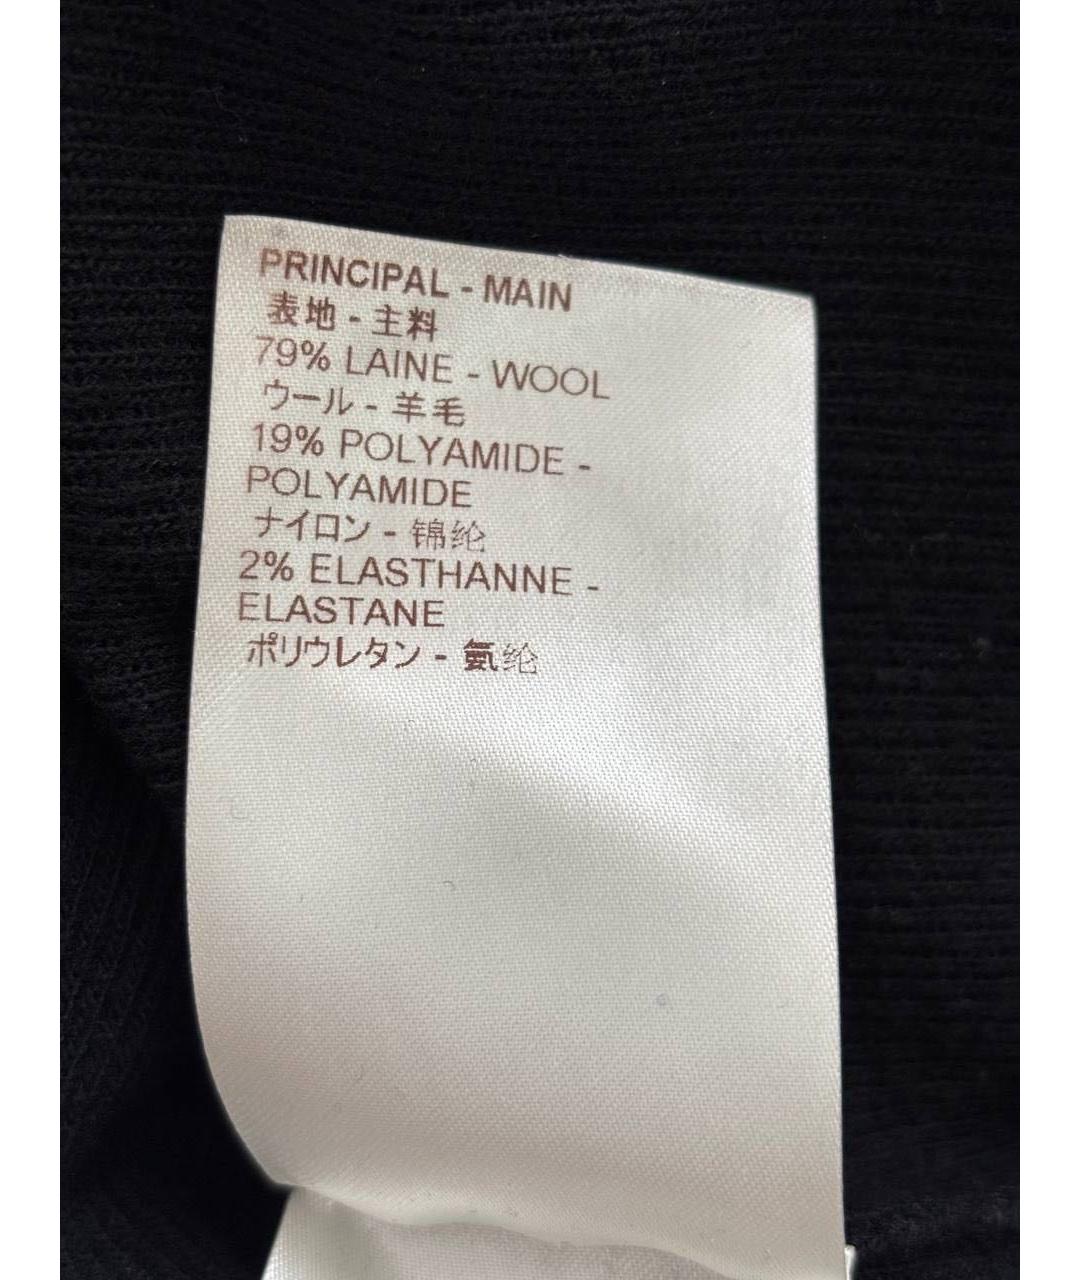 PRINCIPAL - MAIN
表地 - 主料
79% LAINE - WOOL
ウール - 羊毛
19% POLYAMIDE -
POLYAMIDE
ナイロン - 锦纶
2% ELASTHANNE -
ELASTANE
ポリウレタン - 氨纶